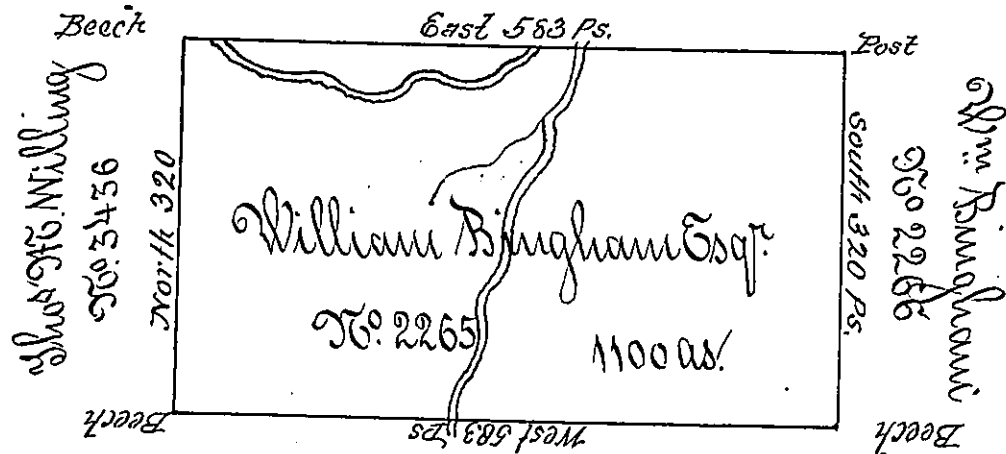 Beech
East 583 Ps.
Post
Thos M. Willing
No. 3436
North 320
William Bingham Esqr.
No. 2265
1100 as.
South 320 Ps.
No 2266
Wm Bingham
Beech
West 583 Ps
Beech